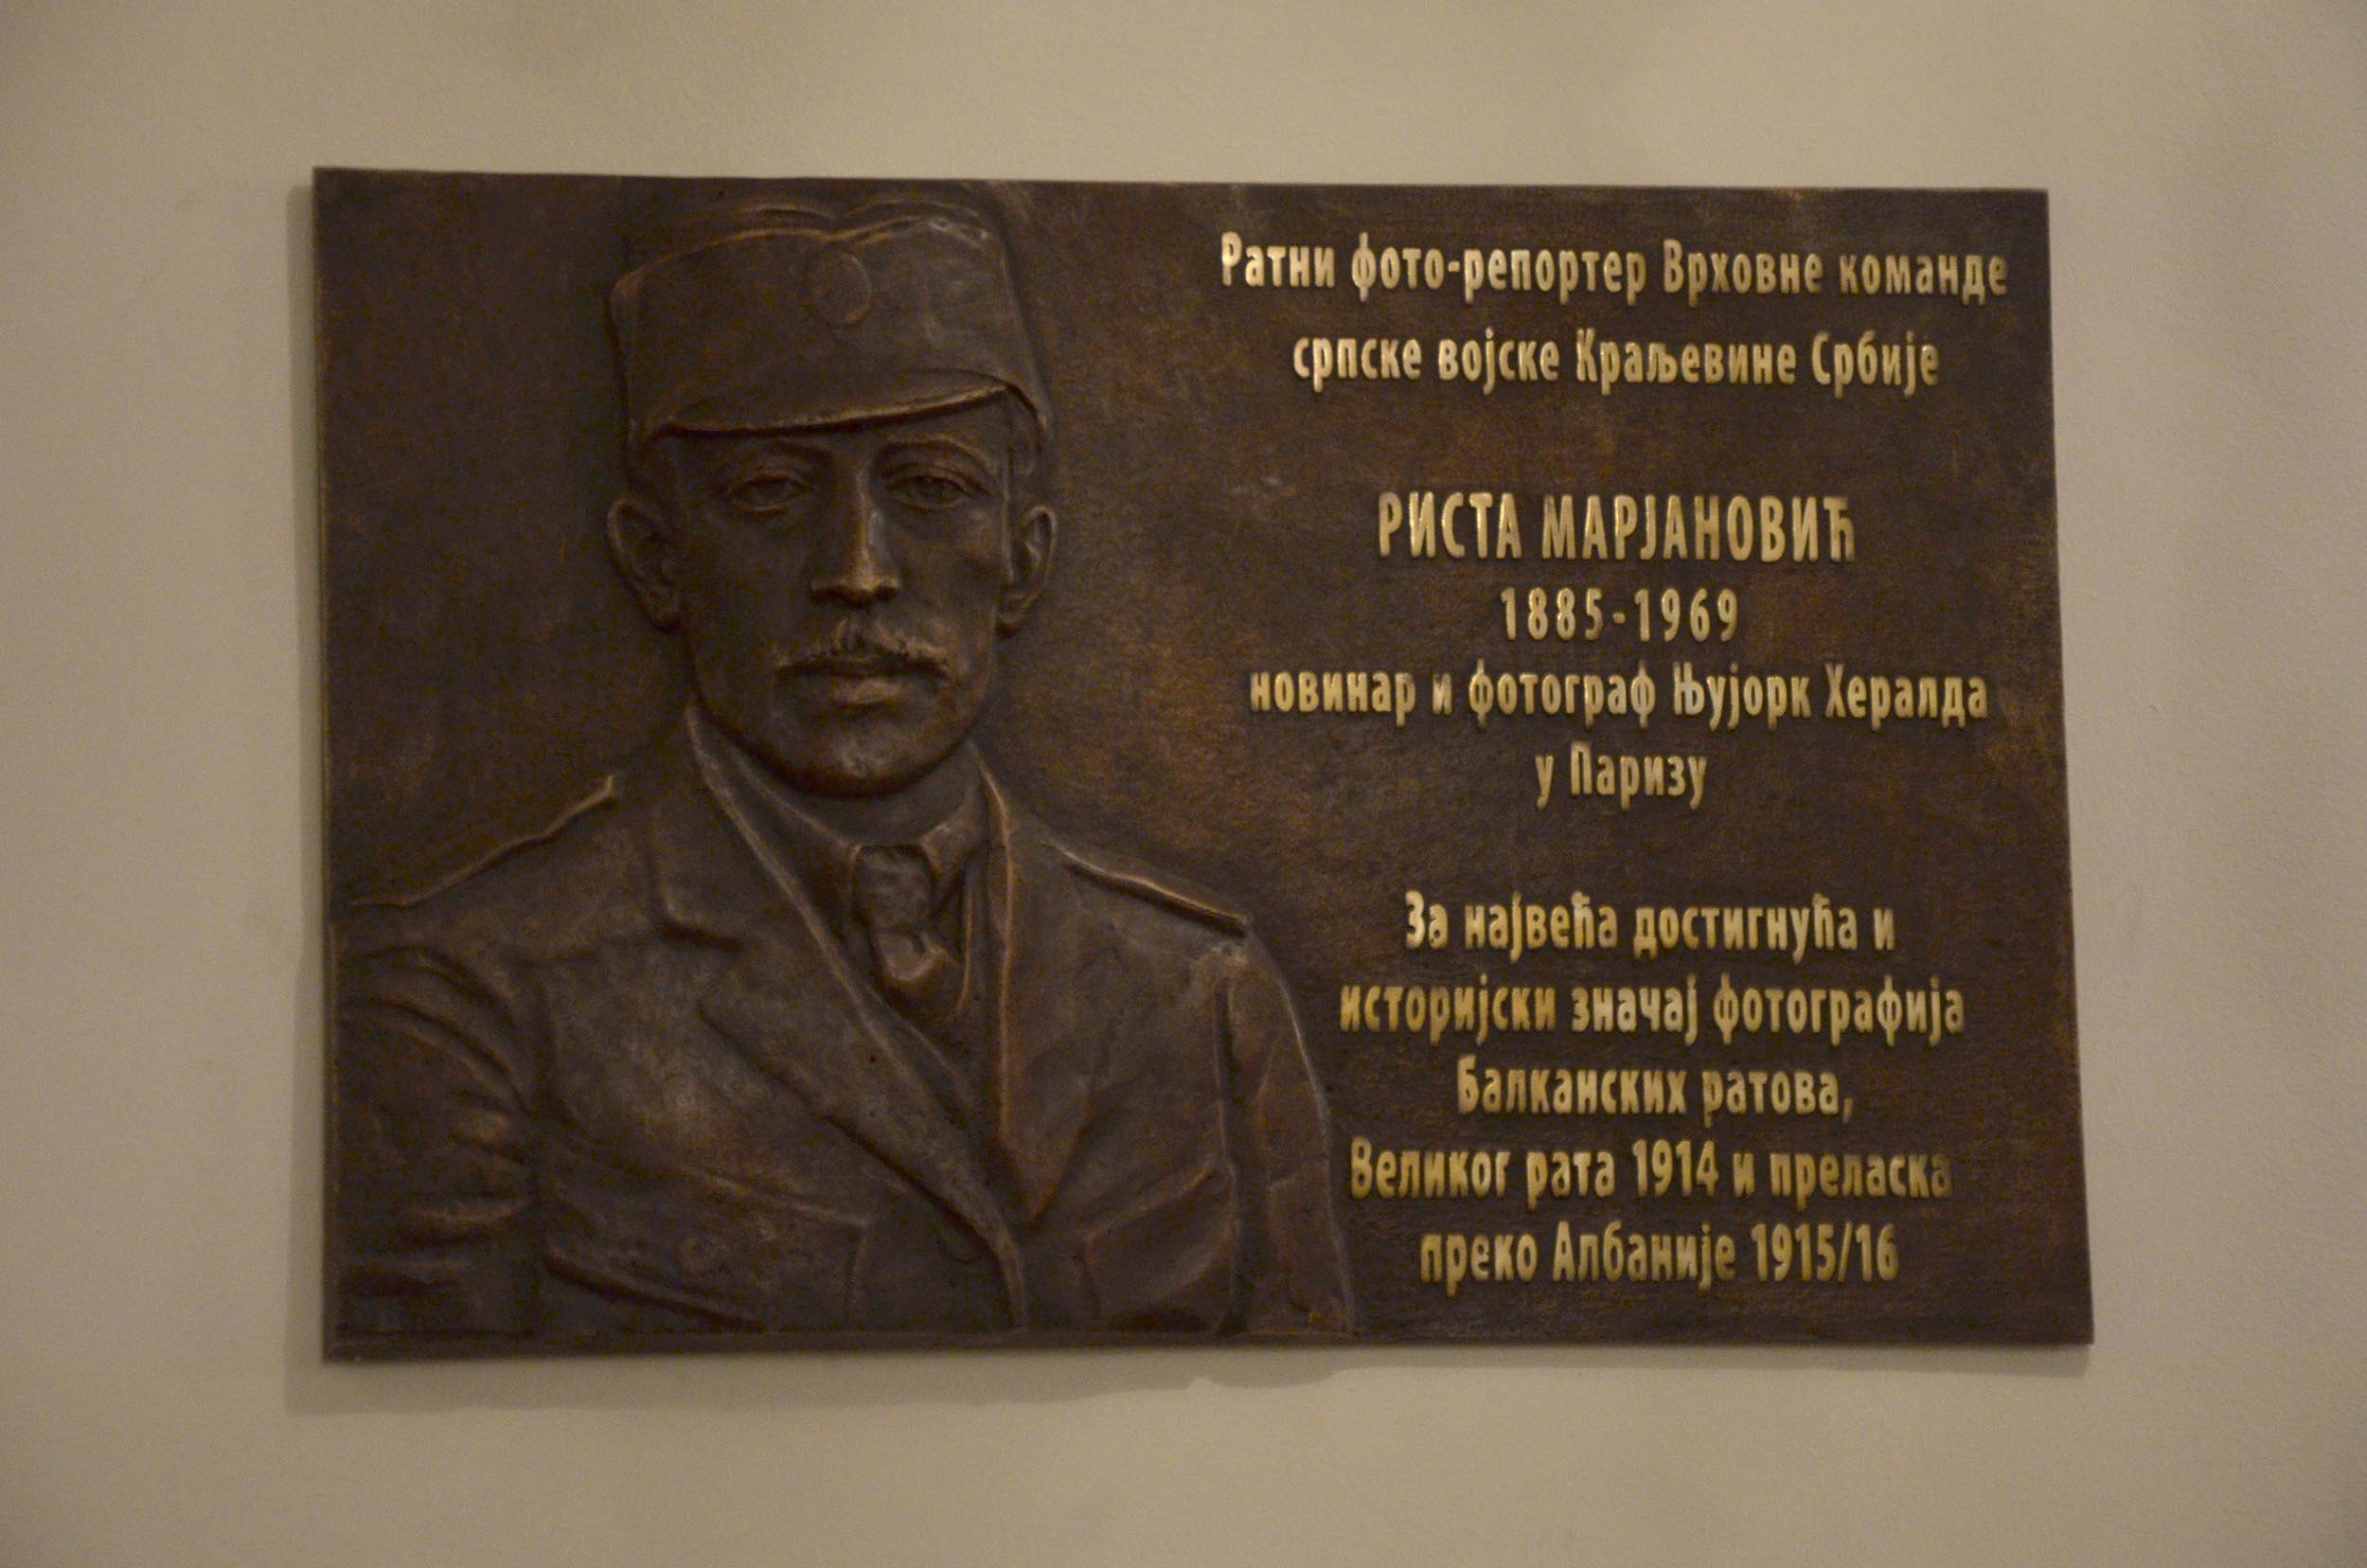 Ратни фото-репортер Врховне команде
српске војске Краљевине Србије
РИСТА МАРЈАНОВИЋ
1885-1969
новинар и фотограф Њујорк Хералда
у Паризу
За највећа достигнућа и
историјски значај фотографија
Балканских ратова,
Великог рата 1914 и преласка
преко Албаније 1915/16